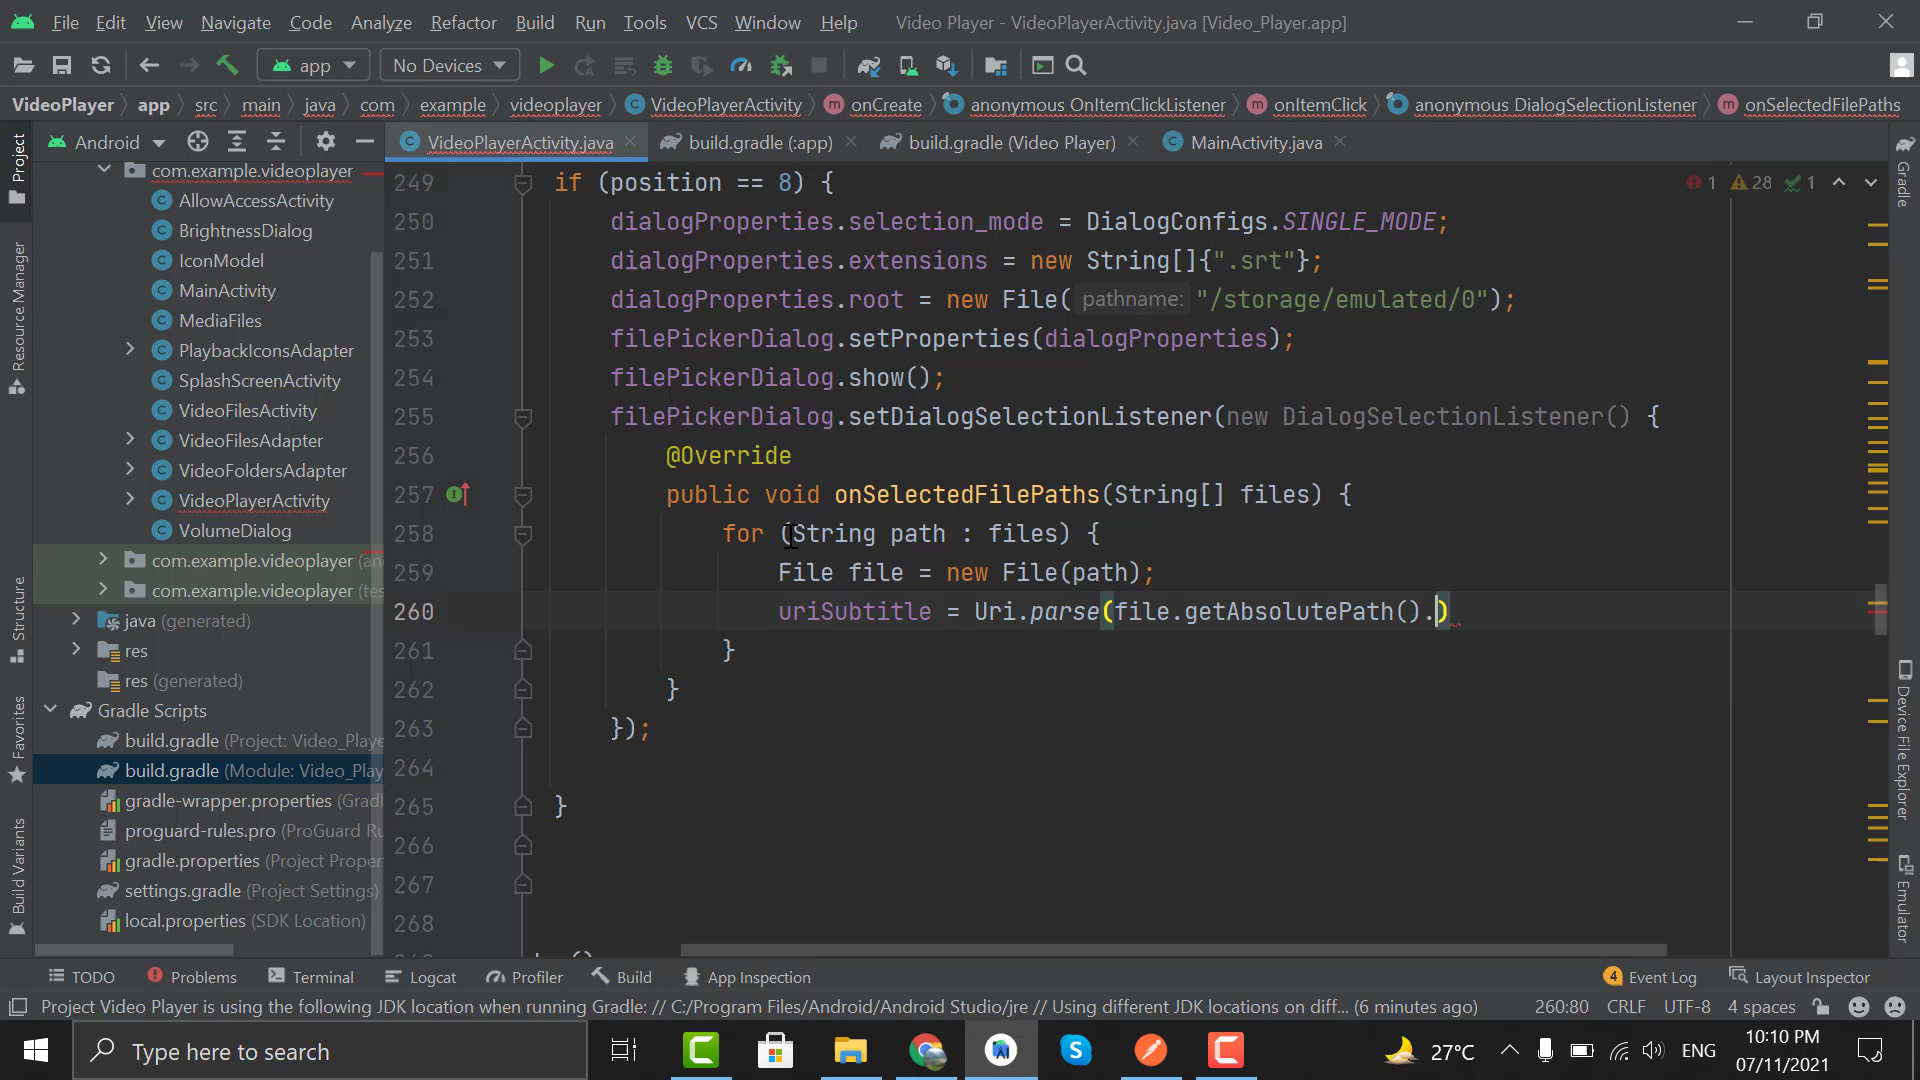 File Edit View Navigate Code Analyze Refactor Build Run Tools VCS Window Help Video Player - VideoPlayerActivity.java [Video_Player.app]
app No Devices
VideoPlayer app src main java com example videoplayer VideoPlayerActivity onCreate anonymous OnItemClickListener onItemClick anonymous DialogSelectionListener onSelectedFilePaths
Project
Resource Manager
Structure
Favorites
Build Variants
Android
com.example.videoplayer
AllowAccessActivity
BrightnessDialog
IconModel
MainActivity
MediaFiles
PlaybackIconsAdapter
SplashScreenActivity
VideoFilesActivity
VideoFilesAdapter
VideoFoldersAdapter
VideoPlayerActivity
VolumeDialog
com.example.videoplayer (an
com.example.videoplayer (tes
java (generated)
res
res (generated)
Gradle Scripts
build.gradle (Project: Video_Playe
build.gradle (Module: Video_Play
gradle-wrapper.properties (Grad
proguard-rules.pro (ProGuard Ru
gradle.properties (Project Proper
settings.gradle (Project Settings)
local.properties (SDK Location)
VideoPlayerActivity.java build.gradle (:app) build.gradle (Video Player) MainActivity.java
1 28 1
249 if (position == 8) {
250 dialogProperties.selection_mode = DialogConfigs.SINGLE_MODE;
251 dialogProperties.extensions = new String[]{".srt"};
252 dialogProperties.root = new File( pathname: "/storage/emulated/0");
253 filePickerDialog.setProperties(dialogProperties);
254 filePickerDialog.show();
255 filePickerDialog.setDialogSelectionListener(new DialogSelectionListener() {
256 @Override
257 public void onSelectedFilePaths(String[] files) {
258 for (String path : files) {
259 File file = new File(path);
260 uriSubtitle = Uri.parse(file.getAbsolutePath().)
261 }
262 }
263 });
264
265 }
266
267
268
Gradle
Device File Explorer
Emulator
TODO Problems Terminal Logcat Profiler Build App Inspection 4 Event Log Layout Inspector
Project Video Player is using the following JDK location when running Gradle: // C:/Program Files/Android/Android Studio/jre // Using different JDK locations on diff... (6 minutes ago) 260:80 CRLF UTF-8 4 spaces
Type here to search
27°C ENG
10:10 PM
07/11/2021